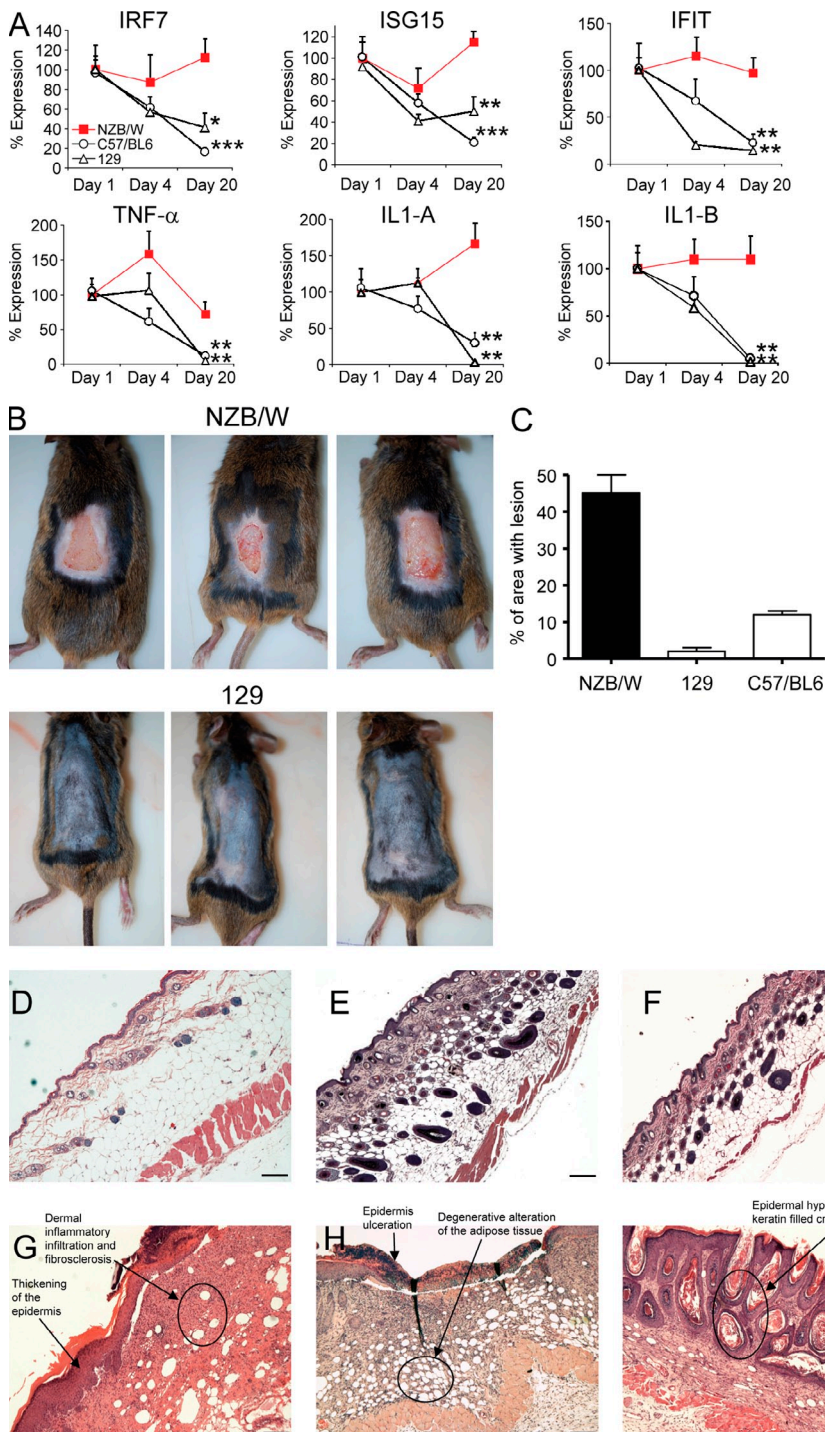 A
IRF7
ISG15
IFIT
% Expression
140
120
100
80
60
40
20
0
NZB/W
C57/BL6
129
*
***
Day 1 Day 4 Day 20
% Expression
140
120
100
80
60
40
20
0
**
***
Day 1 Day 4 Day 20
% Expression
150
100
50
0
**
**
Day 1 Day 4 Day 20
TNF-α
IL1-A
IL1-B
% Expression
200
150
100
50
0
**
**
Day 1 Day 4 Day 20
% Expression
200
150
100
50
0
**
**
Day 1 Day 4 Day 20
% Expression
150
100
50
0
**
**
Day 1 Day 4 Day 20
B
NZB/W
129
C
% of area with lesion
50
40
30
20
10
0
NZB/W 129 C57/BL6
D
E
F
G
Dermal
inflammatory
infiltration and
fibrosclerosis
Thickening
of the
epidermis
H
Epidermis
ulceration
Degenerative alteration
of the adipose tissue
Epidermal hyp
keratin filled